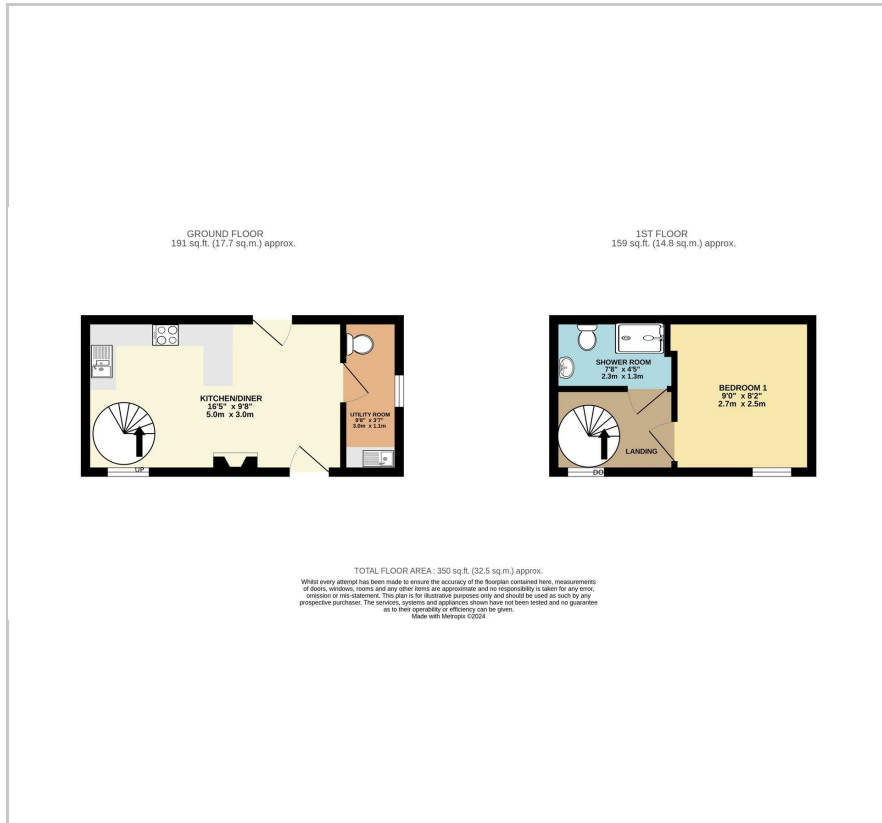 GROUND FLOOR
191 sq.ft. (17.7 sq.m.) approx.
1ST FLOOR
159 sq.ft. (14.8 sq.m.) approx.
KITCHEN/DINER
16'5" x 9'8"
5.0m x 3.0m
UTILITY ROOM
9'8" x 3'7"
3.0m x 1.1m
UP
SHOWER ROOM
7'8" x 4'5"
2.3m x 1.3m
BEDROOM 1
9'0" x 8'2"
2.7m x 2.5m
LANDING
DO
TOTAL FLOOR AREA : 350 sq.ft. (32.5 sq.m.) approx.
Whilst every attempt has been made to ensure the accuracy of the floorplan contained here, measurements
of doors, windows, rooms and any other items are approximate and no responsibility is taken for any error,
omission or mis-statement. This plan is for illustrative purposes only and should be used as such by any
prospective purchaser. The services, systems and appliances shown have not been tested and no guarantee
as to their operability or efficiency can be given.
Made with Metropix ©2024